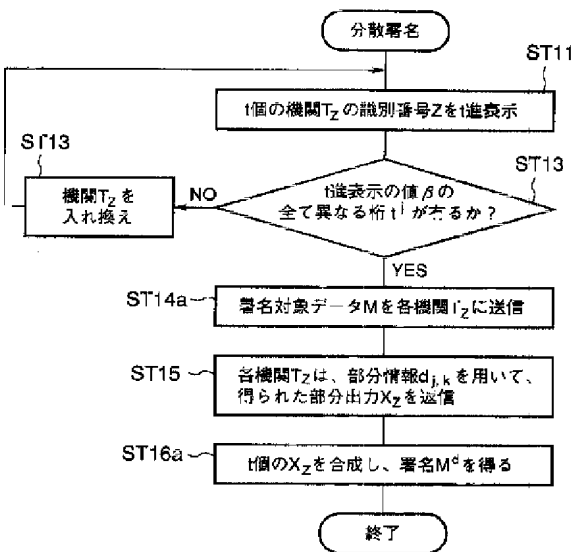 分散署名
ST11
t個の機関TZの識別番号Zをt進表示
ST13
機関TZを
入れ換え
NO
ST13
t進表示の値βの
全て異なる桁t^jが有るか？
YES
ST14a
署名対象データMを各機関TZに送信
ST15
各機関TZは、部分情報dj,kを用いて、
得られた部分出力XZを返信
ST16a
t個のXZを合成し、署名M^dを得る
終了